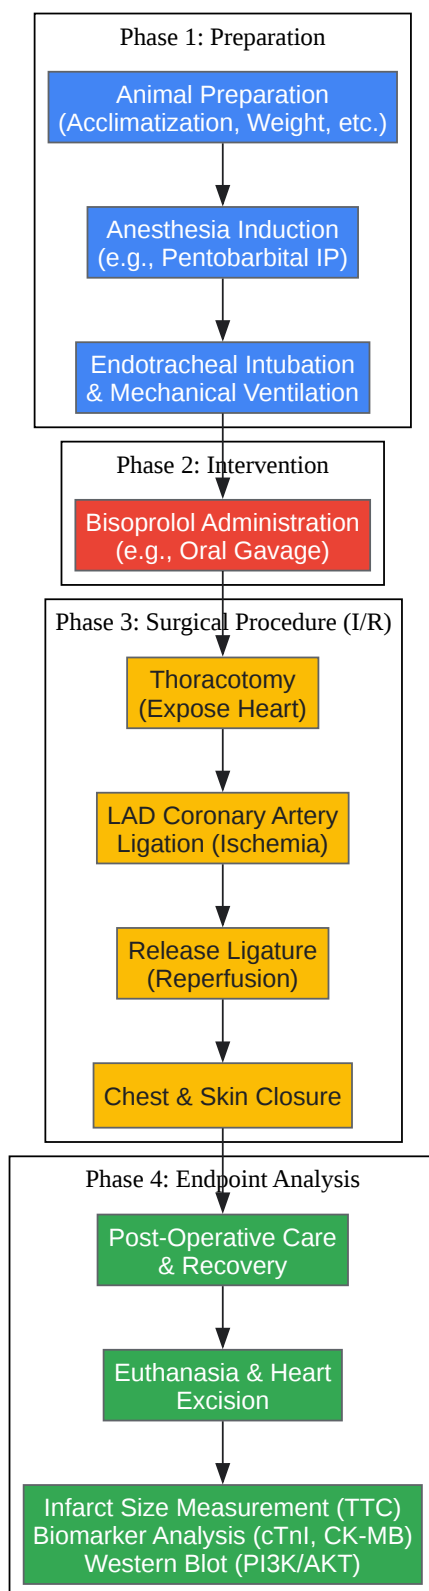 Phase 1: Preparation
Animal Preparation
(Acclimatization, Weight, etc.)
Anesthesia Induction
(e.g., Pentobarbital IP)
Endotracheal Intubation
& Mechanical Ventilation
Phase 2: Intervention
Bisoprolol Administration
(e.g., Oral Gavage)
Phase 3: Surgical Procedure (I/R)
Thoracotomy
(Expose Heart)
LAD Coronary Artery
Ligation (Ischemia)
Release Ligature
(Reperfusion)
Chest & Skin Closure
Phase 4: Endpoint Analysis
Post-Operative Care
& Recovery
Euthanasia & Heart
Excision
Infarct Size Measurement (TTC)
Biomarker Analysis (cTnI, CK-MB)
Western Blot (PI3K/AKT)